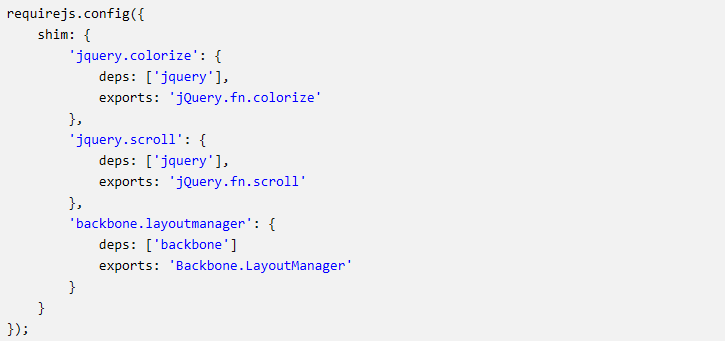 requirejs.config({
    shim: {
        'jquery.colorize': {
            deps: ['jquery'],
            exports: 'jQuery.fn.colorize'
        },
        'jquery.scroll': {
            deps: ['jquery'],
            exports: 'jQuery.fn.scroll'
        },
        'backbone.layoutmanager': {
            deps: ['backbone']
            exports: 'Backbone.LayoutManager'
        }
    }
});